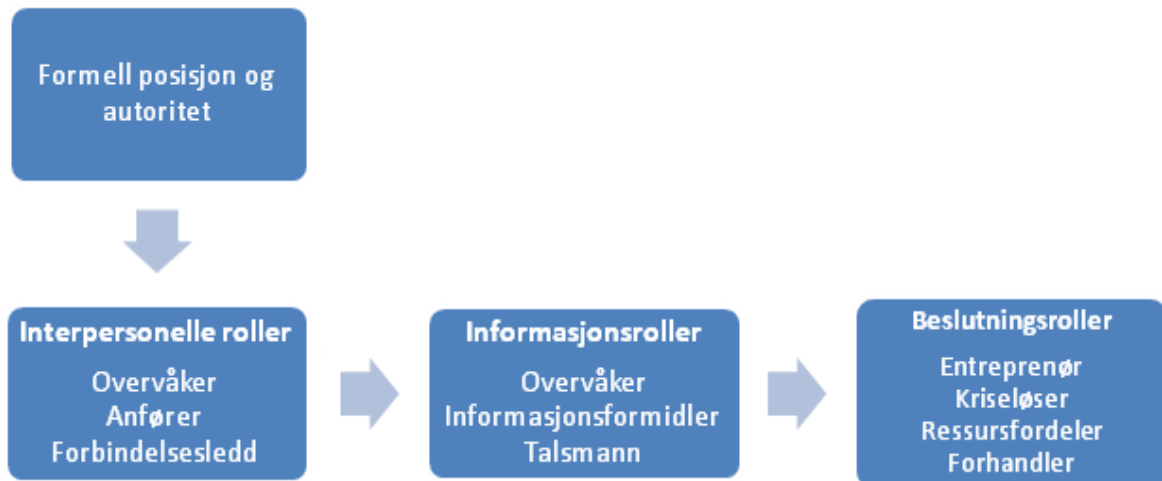 Formell posisjon og
autoritet
Interpersonelle roller
Overvåker
Anfører
Forbindelsesledd
Informasjonsroller
Overvåker
Informasjonsformidler
Talsmann
Beslutningsroller
Entreprenør
Kriseløser
Ressursfordeler
Forhandler